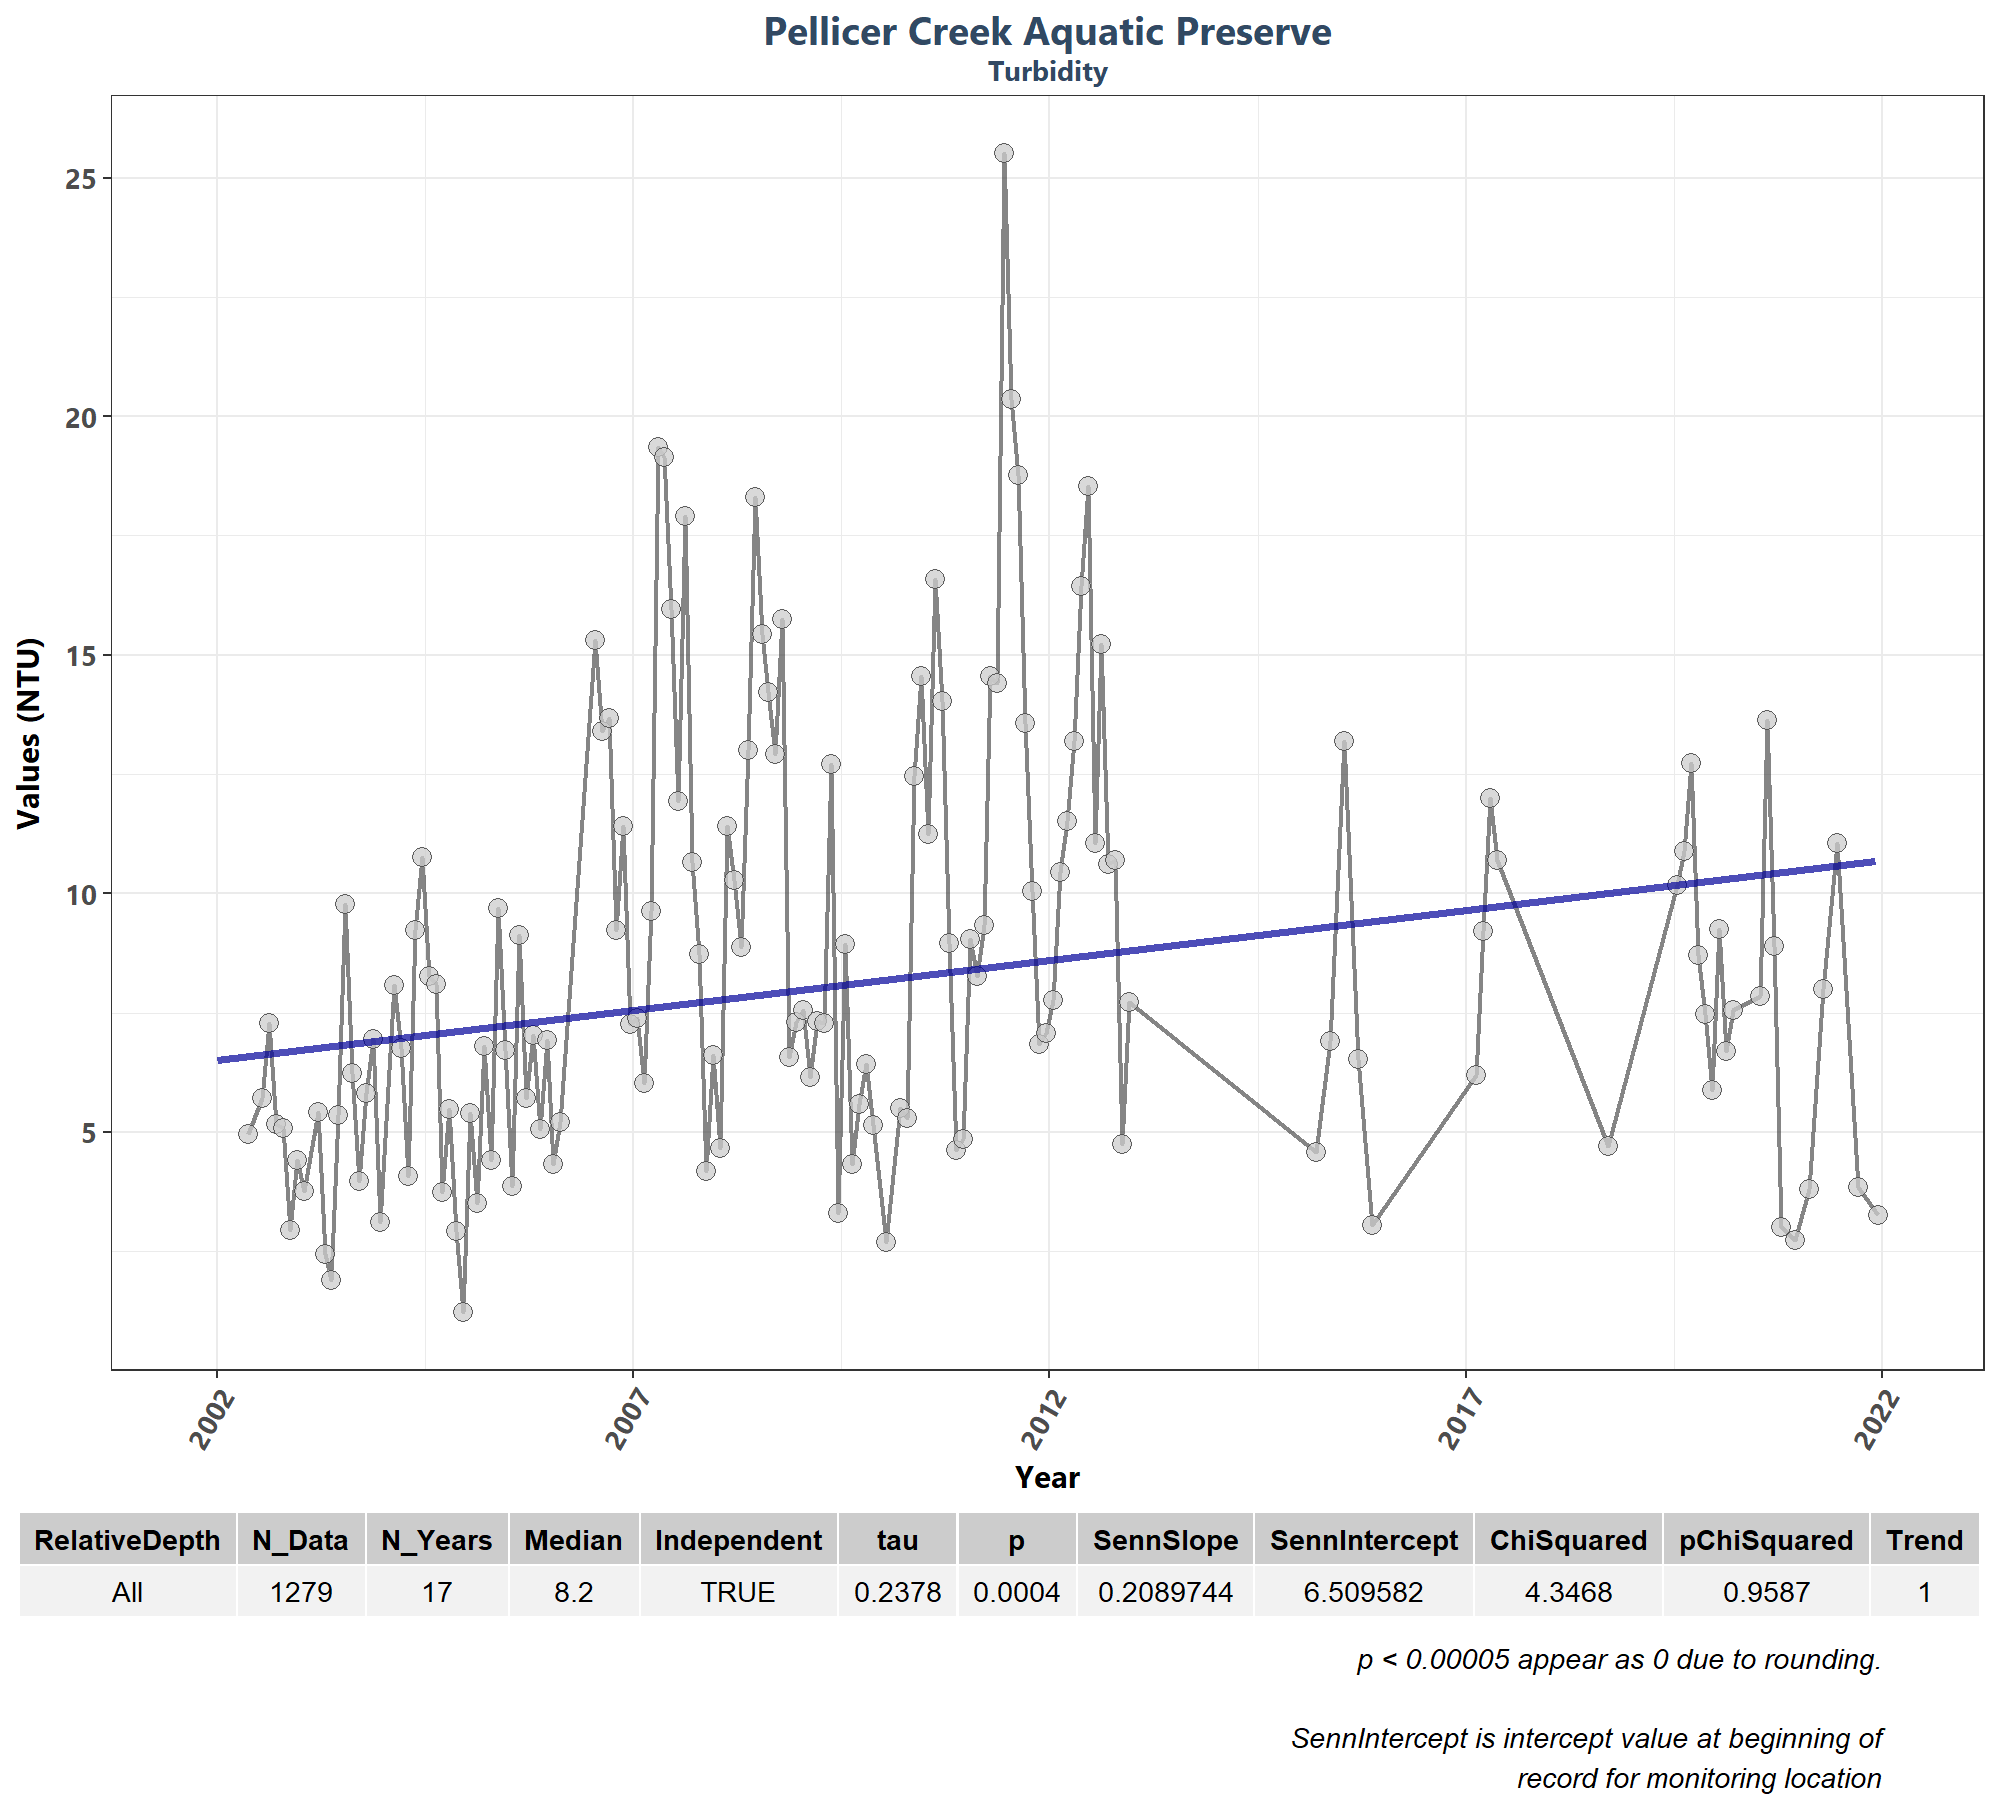 Pellicer Creek Aquatic Preserve
Turbidity
Values (NTU)
25
20
15
10
5
2002 2007 2012 2017 2022
Year
RelativeDepth N_Data N_Years Median Independent tau p SennSlope SennIntercept ChiSquared pChiSquared Trend
All 1279 17 8.2 TRUE 0.2378 0.0004 0.2089744 6.509582 4.3468 0.9587 1
p < 0.00005 appear as 0 due to rounding.
SennIntercept is intercept value at beginning of
record for monitoring location